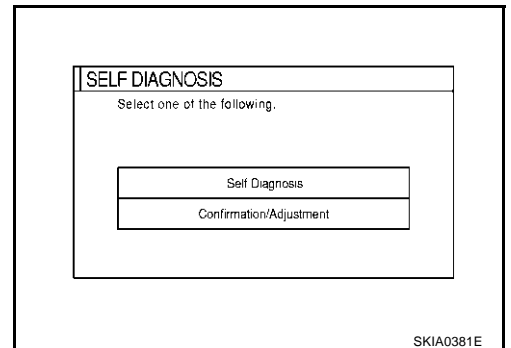 SELF DIAGNOSIS
Select one of the following.
Self Diagnosis
Confirmation/Adjustment
SKIA0381E